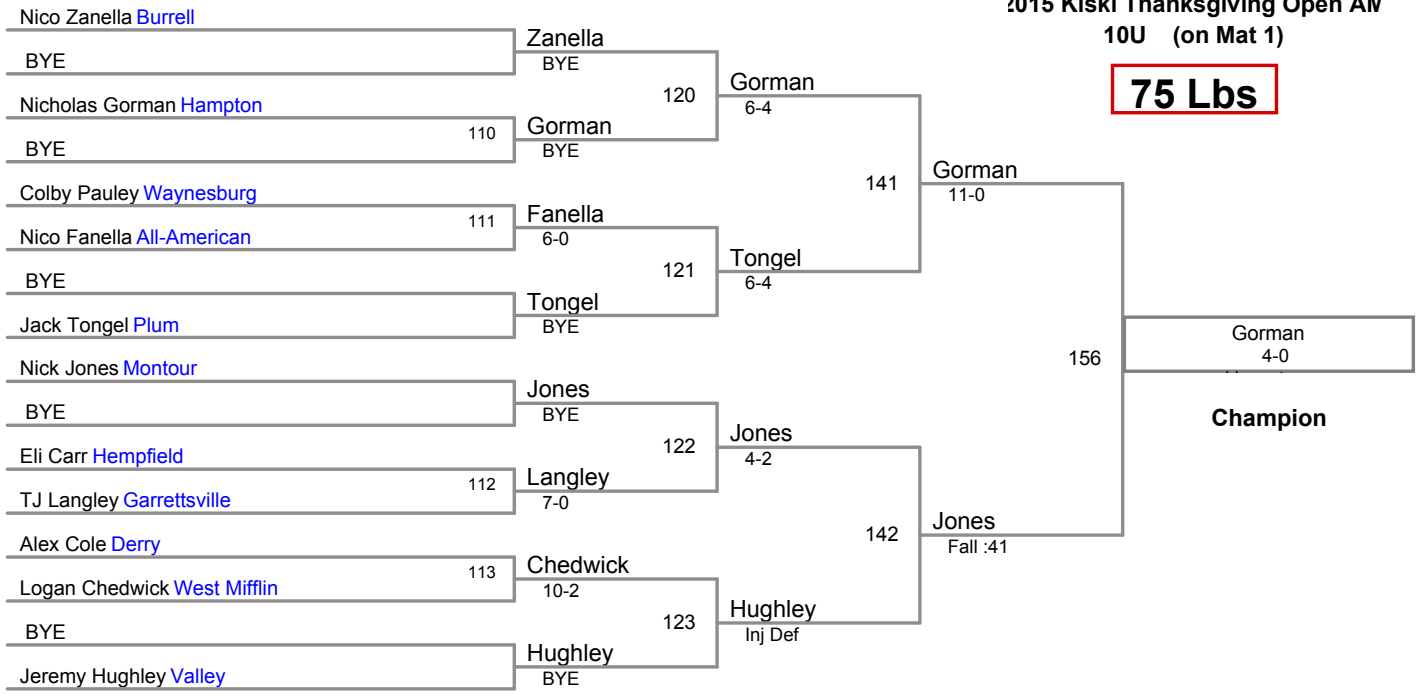 2015 Kiski Thanksgiving Open AM
10U (on Mat 1)
75 Lbs
Nico Zanella Burrell
BYE
Nicholas Gorman Hampton
BYE
Colby Pauley Waynesburg
Nico Fanella All-American
BYE
Jack Tongel Plum
Nick Jones Montour
BYE
Eli Carr Hempfield
TJ Langley Garrettsville
Alex Cole Derry
Logan Chedwick West Mifflin
BYE
Jeremy Hughley Valley
110
111
112
113
Zanella
BYE
Gorman
BYE
Fanella
6-0
Tongel
BYE
Jones
BYE
Langley
7-0
Chedwick
10-2
Hughley
BYE
120
121
122
123
Gorman
6-4
Tongel
6-4
Jones
4-2
Hughley
Inj Def
141
142
Gorman
11-0
Jones
Fall :41
156
Gorman
4-0
Champion